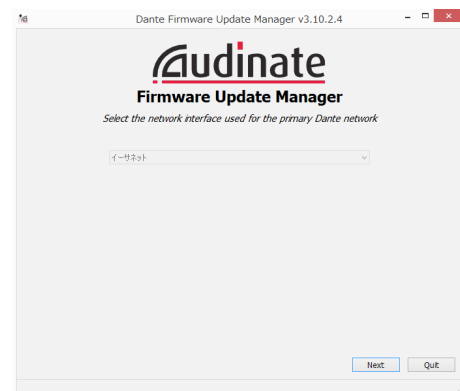 Dante Firmware Update Manager v3.10.2.4
Audinate
Firmware Update Manager
Select the network interface used for the primary Dante network
イーサネット
Next Quit